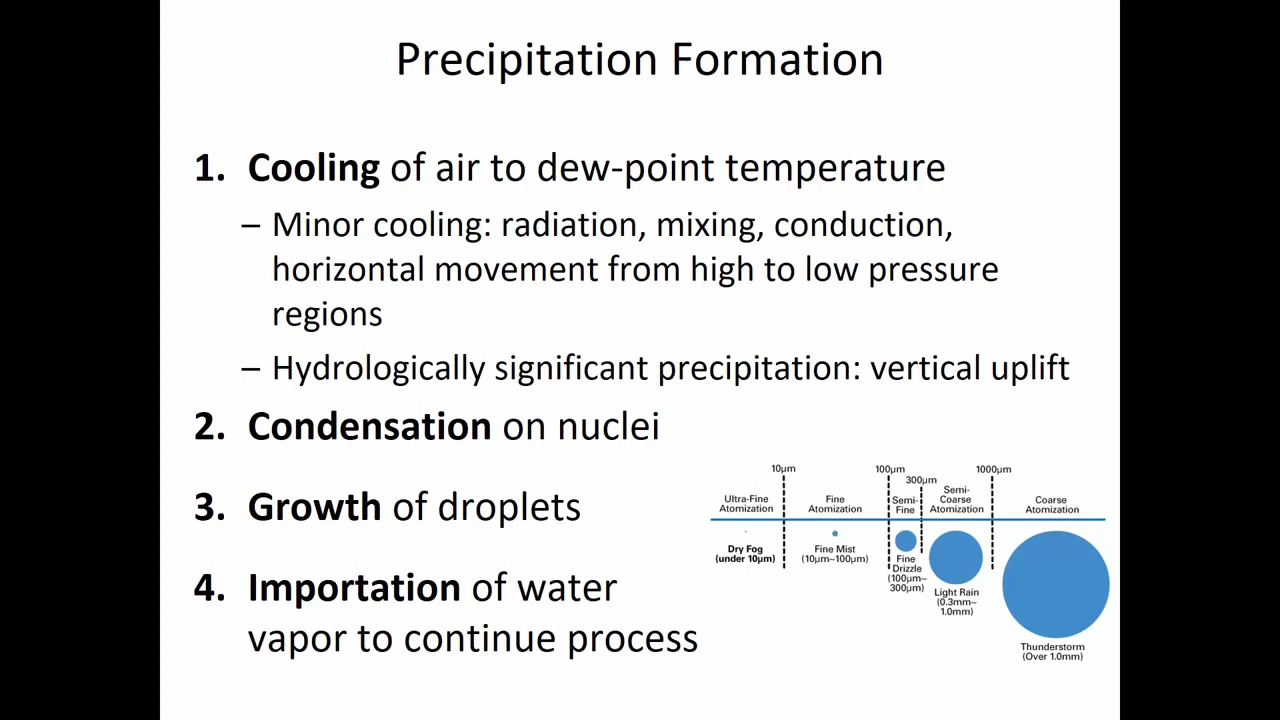 Precipitation Formation
1. Cooling of air to dew-point temperature
– Minor cooling: radiation, mixing, conduction,
horizontal movement from high to low pressure
regions
– Hydrologically significant precipitation: vertical uplift
2. Condensation on nuclei
3. Growth of droplets
4. Importation of water
vapor to continue process
10μm
100μm
300μm
1000μm
Ultra-Fine
Atomization
Fine
Atomization
Semi-
Fine
Semi-
Coarse
Atomization
Coarse
Atomization
Dry Fog
(under 10μm)
Fine Mist
(10μm~100μm)
Fine
Drizzle
(100μm~
300μm)
Light Rain
(0.3mm~
1.0mm)
Thunderstorm
(Over 1.0mm)